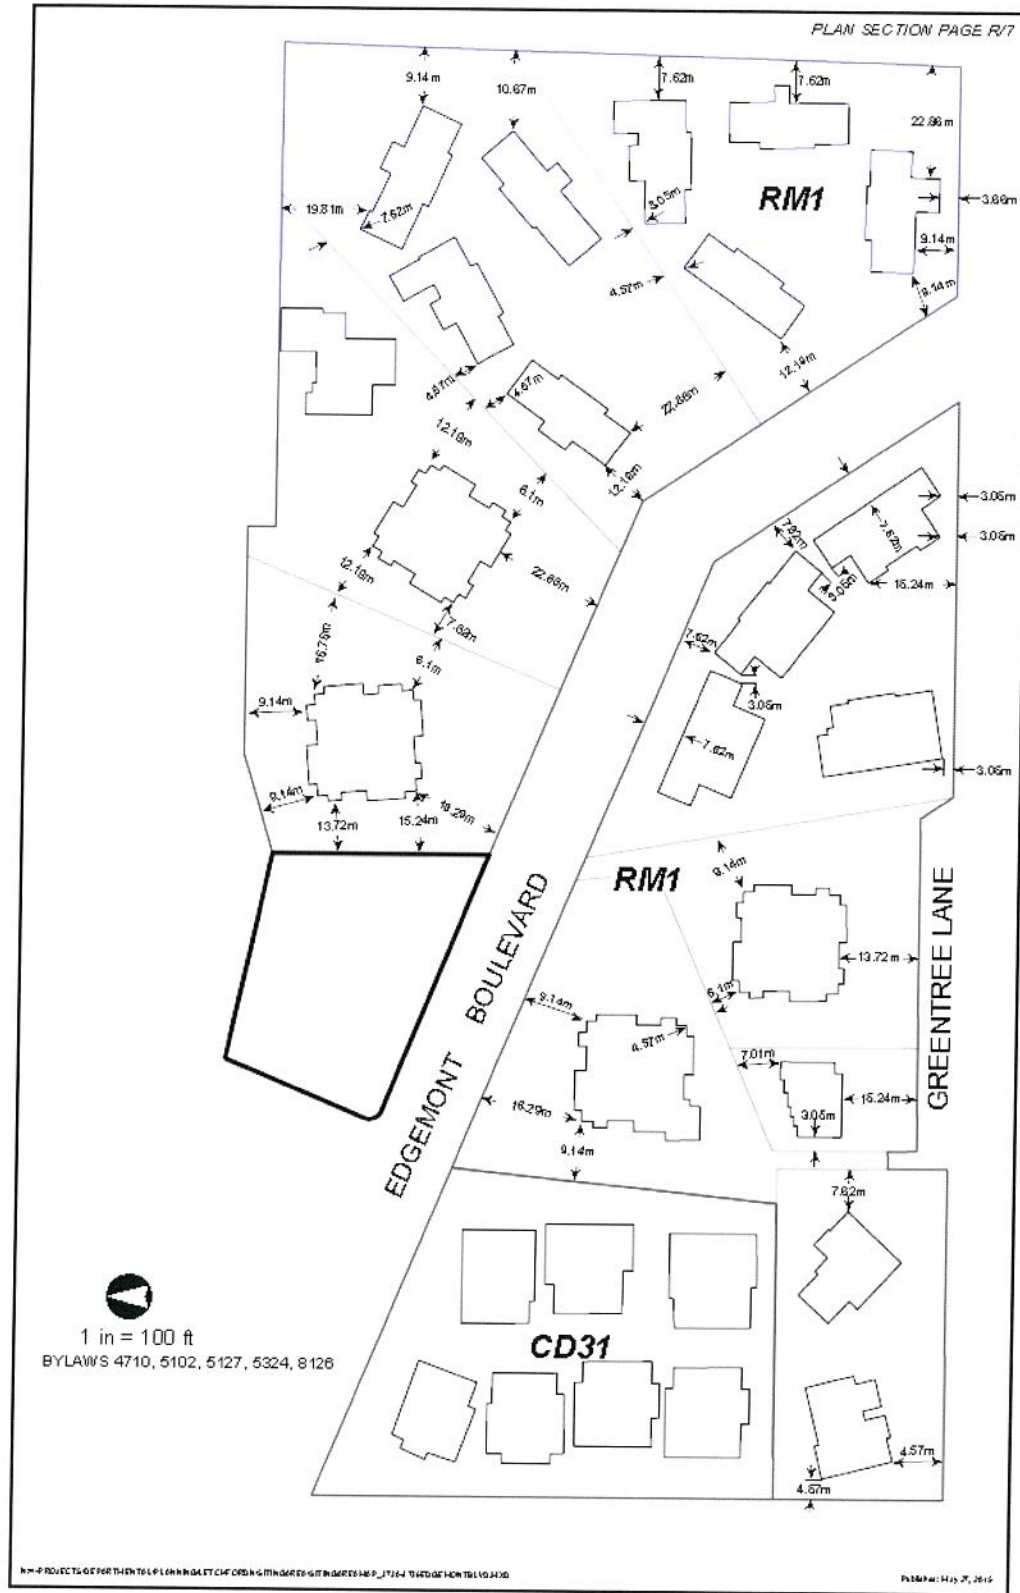 PLAN SECTION PAGE R/7
9.14m
10.67m
7.62m
7.62m
22.86m
RM1
3.66m
19.81m
7.62m
3.05m
9.14m
9.14m
4.57m
12.19m
4.57m
4.57m
22.86m
12.19m
12.19m
6.1m
3.05m
7.62m
7.62m
3.05m
12.19m
22.86m
3.05m
15.24m
7.62m
16.76m
6.1m
7.62m
9.14m
3.05m
7.62m
3.05m
9.14m
18.29m
13.72m
15.24m
RM1
9.14m
EDGEMONT BOULEVARD
GREENTREE LANE
13.72m
6.1m
9.14m
4.57m
7.01m
15.24m
3.05m
9.14m
7.62m
1 in = 100 ft
BYLAWS 4710, 5102, 5127, 5324, 8126
CD31
4.57m
4.57m